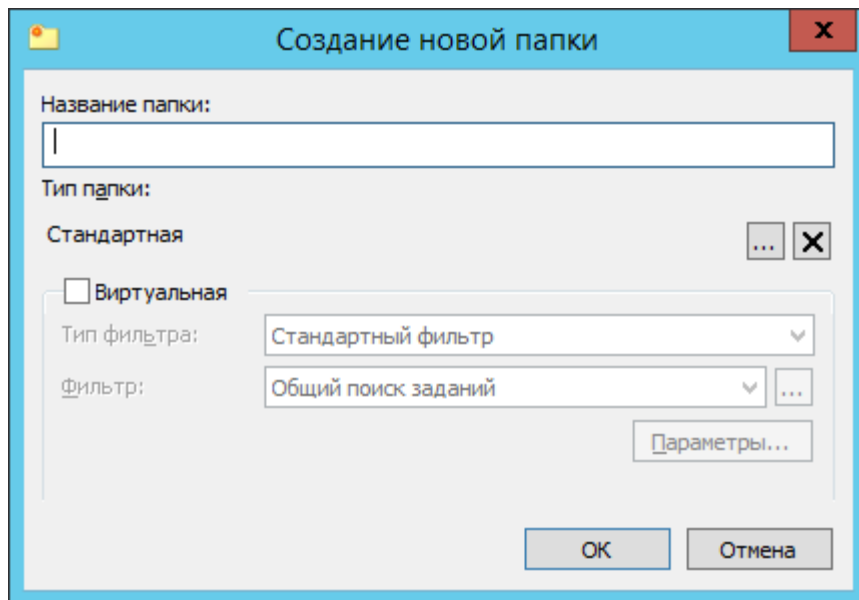 Создание новой папки
Название папки:
Тип папки:
Стандартная
...
Виртуальная
Тип фильтра:
Стандартный фильтр
Фильтр:
Общий поиск заданий
...
Параметры...
ОК
Отмена